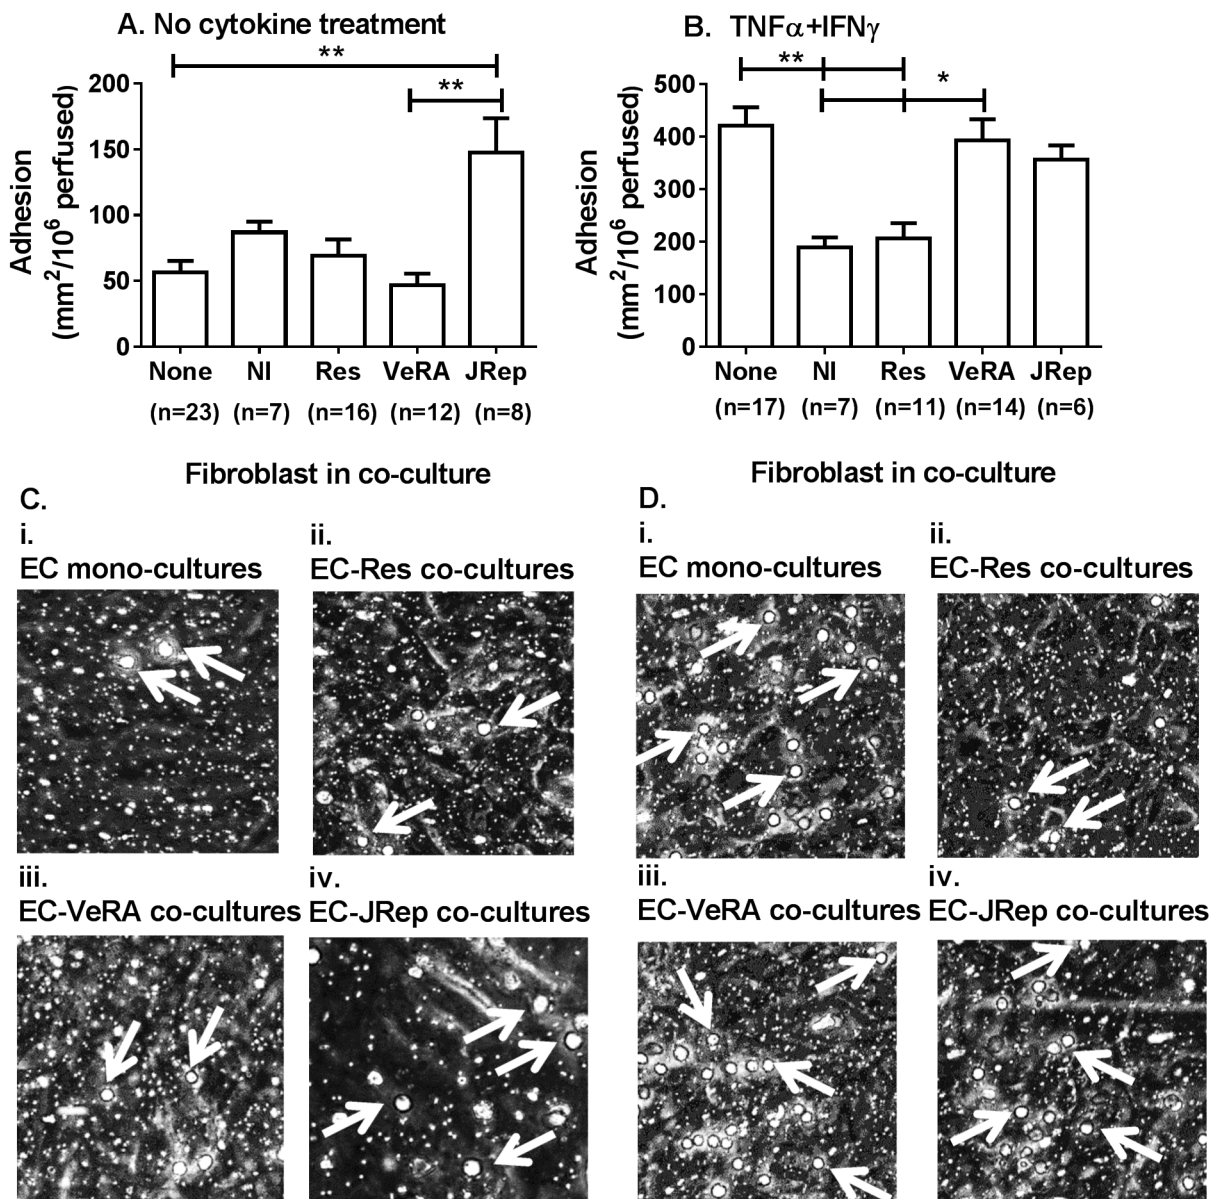 A. No cytokine treatment
**
**
200
150
100
50
0
Adhesion
(mm²/10⁶ perfused)
None NI Res VeRA JRep
(n=23) (n=7) (n=16) (n=12) (n=8)
Fibroblast in co-culture
B. TNFα+IFNγ
**
*
500
400
300
200
100
0
Adhesion
(mm²/10⁶ perfused)
None NI Res VeRA JRep
(n=17) (n=7) (n=11) (n=14) (n=6)
Fibroblast in co-culture
C.
i.
EC mono-cultures
ii.
EC-Res co-cultures
iii.
EC-VeRA co-cultures
iv.
EC-JRep co-cultures
D.
i.
EC mono-cultures
ii.
EC-Res co-cultures
iii.
EC-VeRA co-cultures
iv.
EC-JRep co-cultures